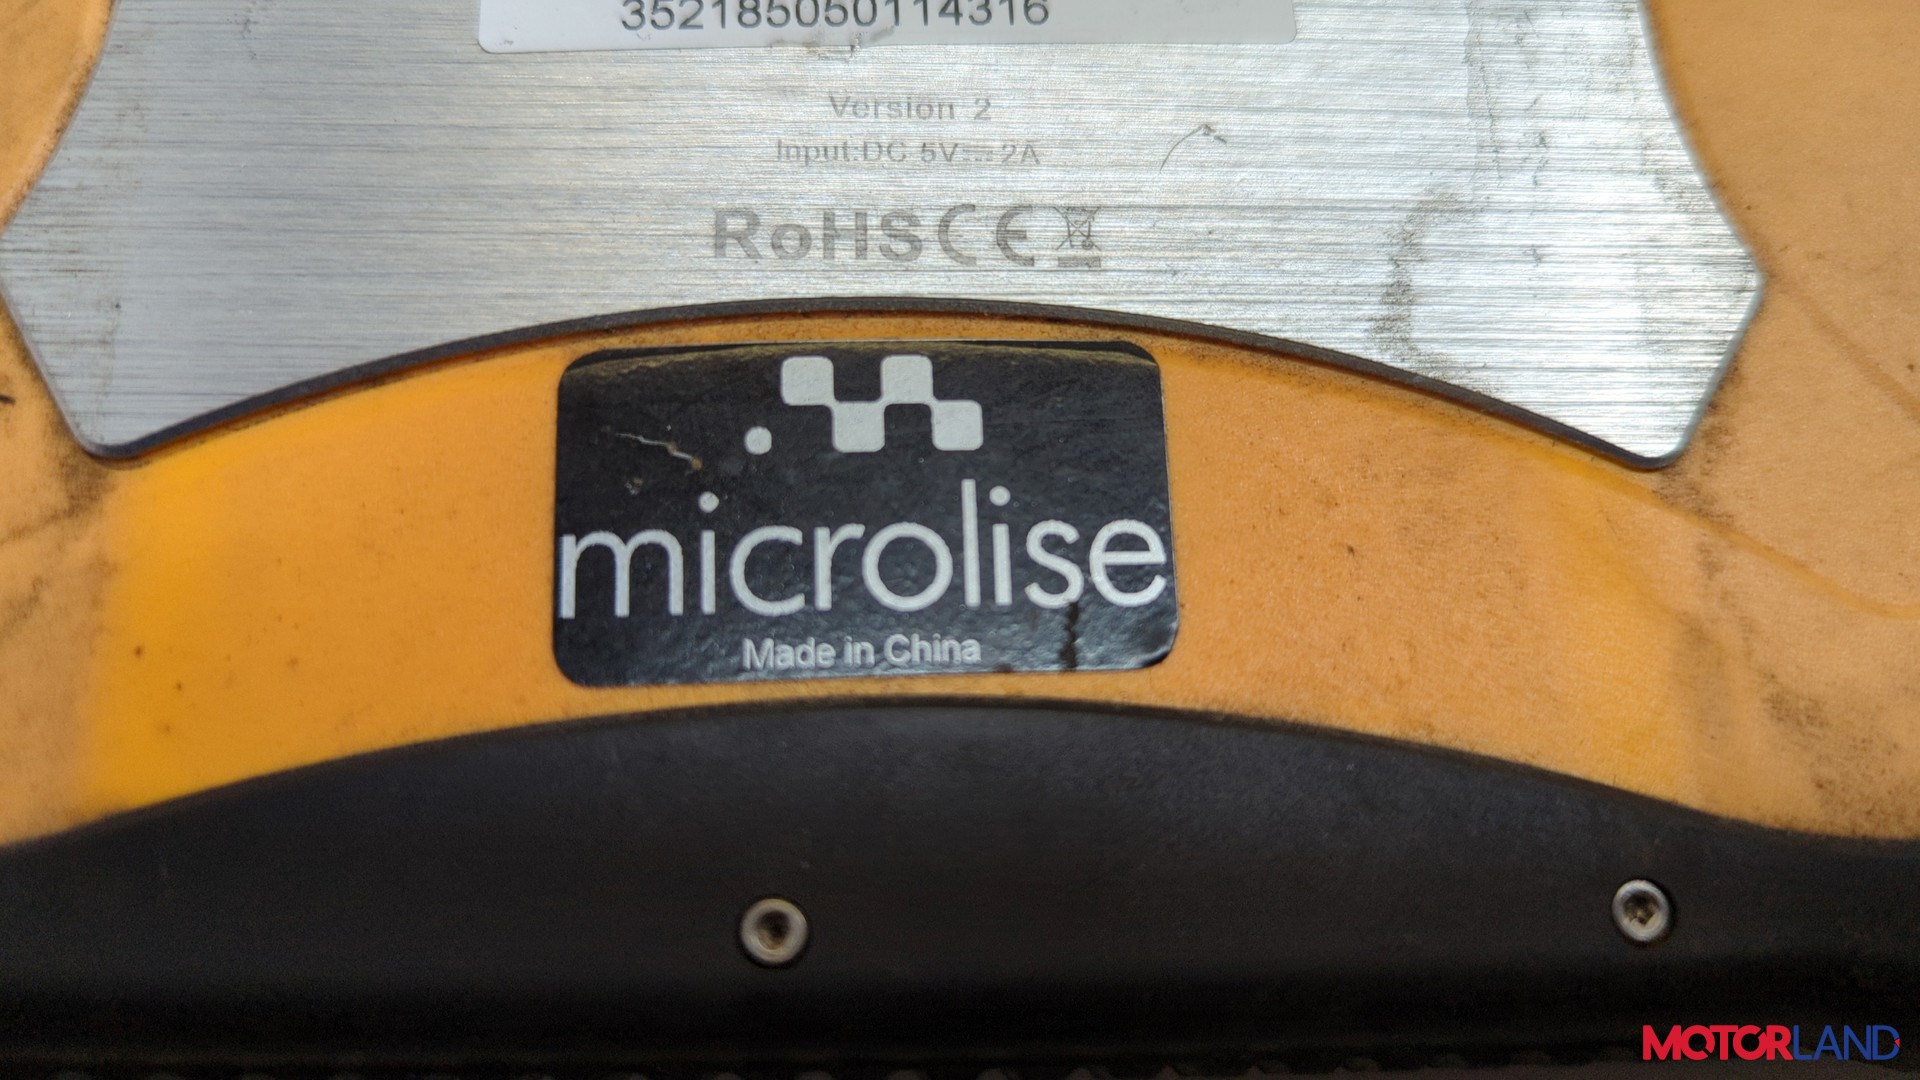 352185050114316
Version 2
Input:DC 5V⎓2A
RoHS CE
microlise
Made in China
MOTORLAND